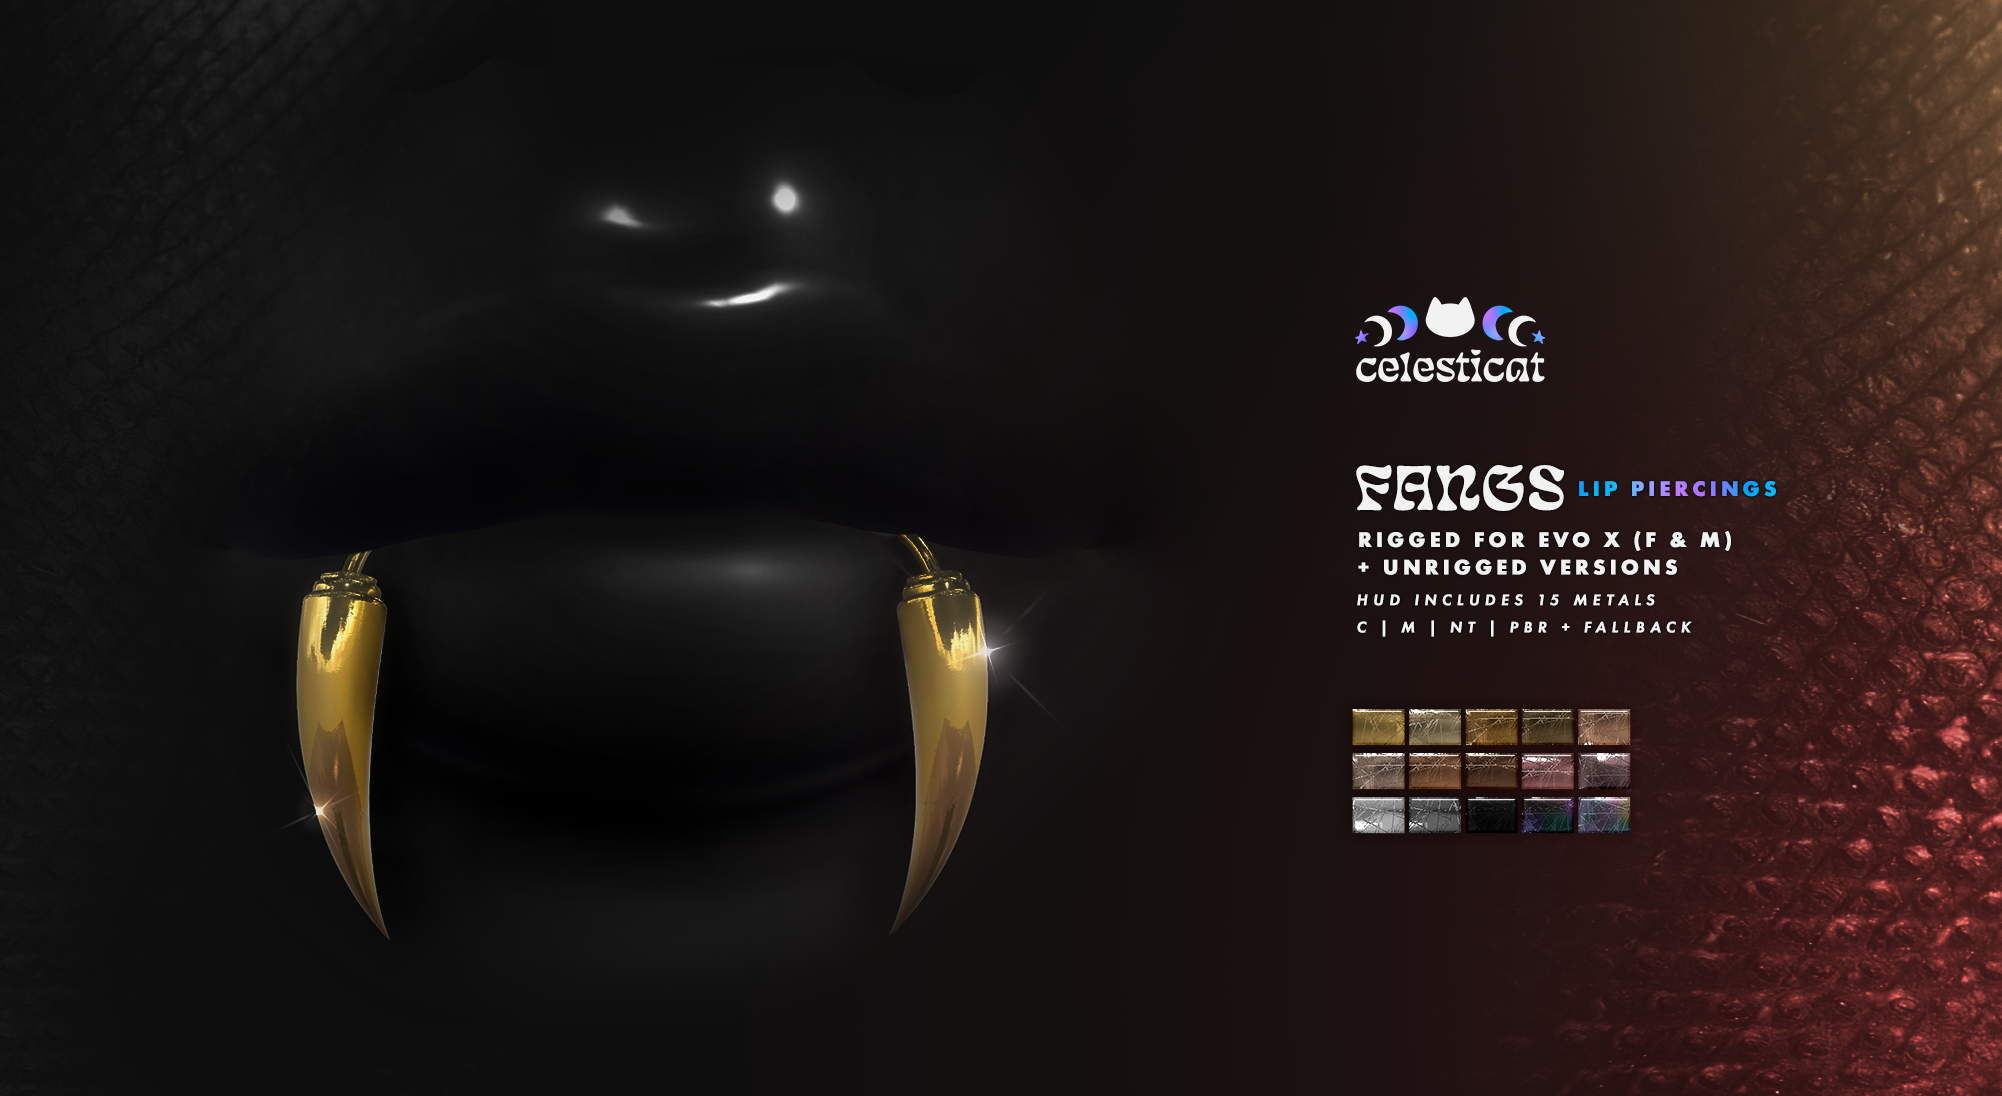 celesticat
FANGS LIP PIERCINGS
RIGGED FOR EVO X (F & M)
+ UNRIGGED VERSIONS
HUD INCLUDES 15 METALS
C | M | NT | PBR + FALLBACK